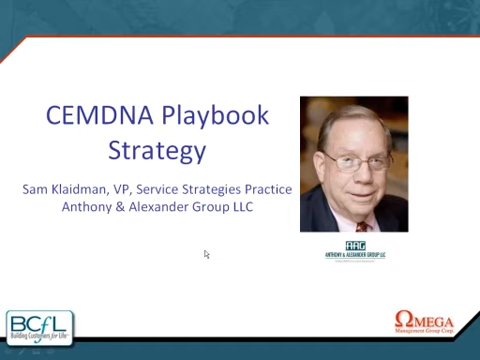 CEMDNA Playbook
Strategy
Sam Klaidman, VP, Service Strategies Practice
Anthony & Alexander Group LLC
AAG
ANTHONY & ALEXANDER GROUP LLC
BCfL
Building Customers for Life
ΩMEGA
Management Group Corp.